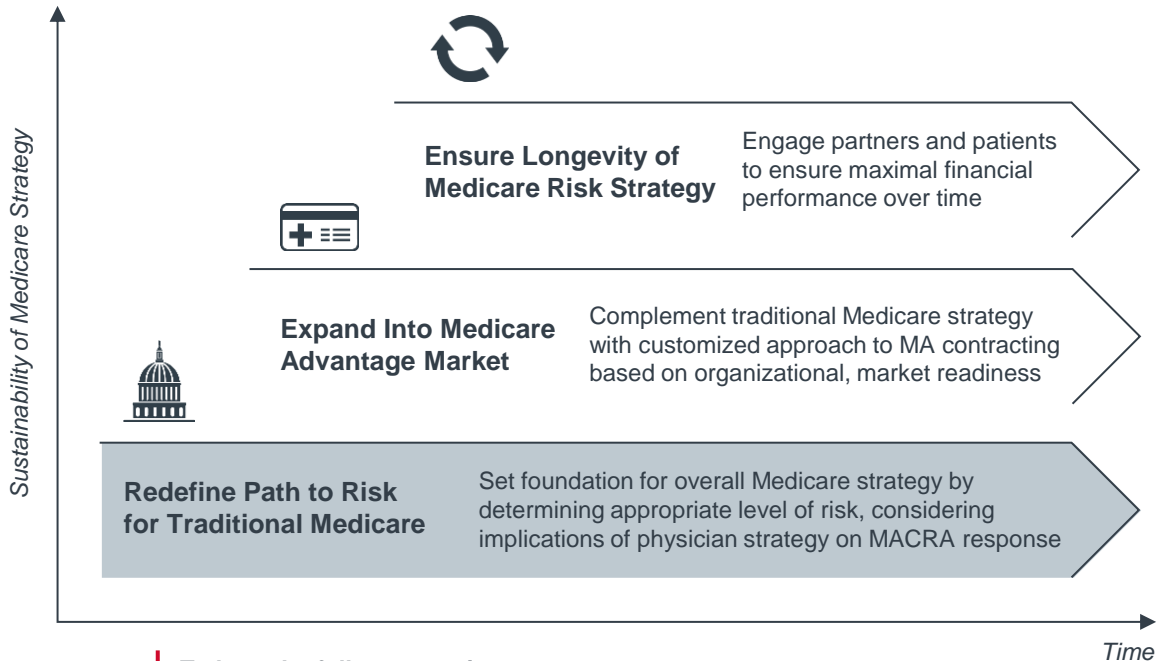 Sustainability of Medicare Strategy
Ensure Longevity of
Medicare Risk Strategy
Engage partners and patients
to ensure maximal financial
performance over time
Expand Into Medicare
Advantage Market
Complement traditional Medicare strategy
with customized approach to MA contracting
based on organizational, market readiness
Redefine Path to Risk
for Traditional Medicare
Set foundation for overall Medicare strategy by
determining appropriate level of risk, considering
implications of physician strategy on MACRA response
Time